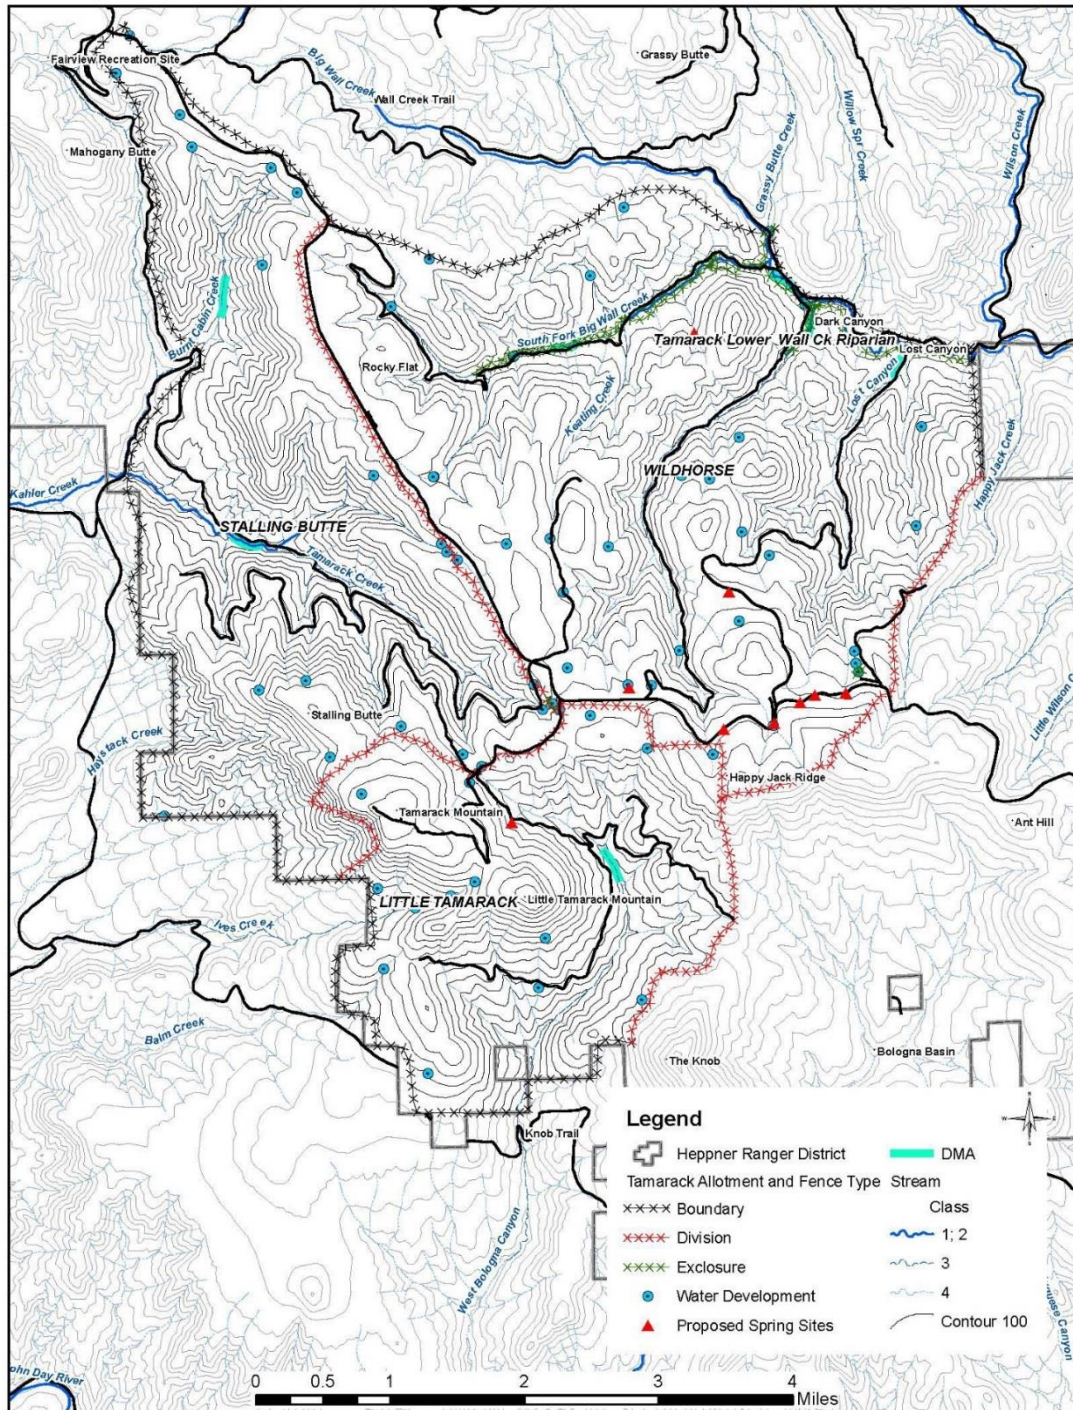 Fairview Recreation Site
Big Wall Creek
Grassy Butte
Wall Creek Trail
Willow Spr Creek
Wilson Creek
Grassy Butte Creek
Mahogany Butte
Burnt Cabin Creek
South Fork Big Wall Creek
Dark Canyon
Tamarack Lower Wall Ck Riparian
Lost Canyon
Rocky Flat
Lost Canyon
Keating Creek
Happy Jack Creek
WILDHORSE
Kahler Creek
STALLING BUTTE
Tamarack Creek
Little Wilson
Stalling Butte
Haystack Creek
Happy Jack Ridge
Tamarack Mountain
Ant Hill
LITTLE TAMARACK
Little Tamarack Mountain
Ives Creek
Balm Creek
The Knob
Bologna Basin
Knob Trail
West Bologna Canyon
Canyon
ohn Day River
Legend
Heppner Ranger District
DMA
Tamarack Allotment and Fence Type
Stream
Class
Boundary
1; 2
Division
3
Exclosure
4
Water Development
Contour 100
Proposed Spring Sites
N
W
E
S
0 0.5 1 2 3 4
Miles